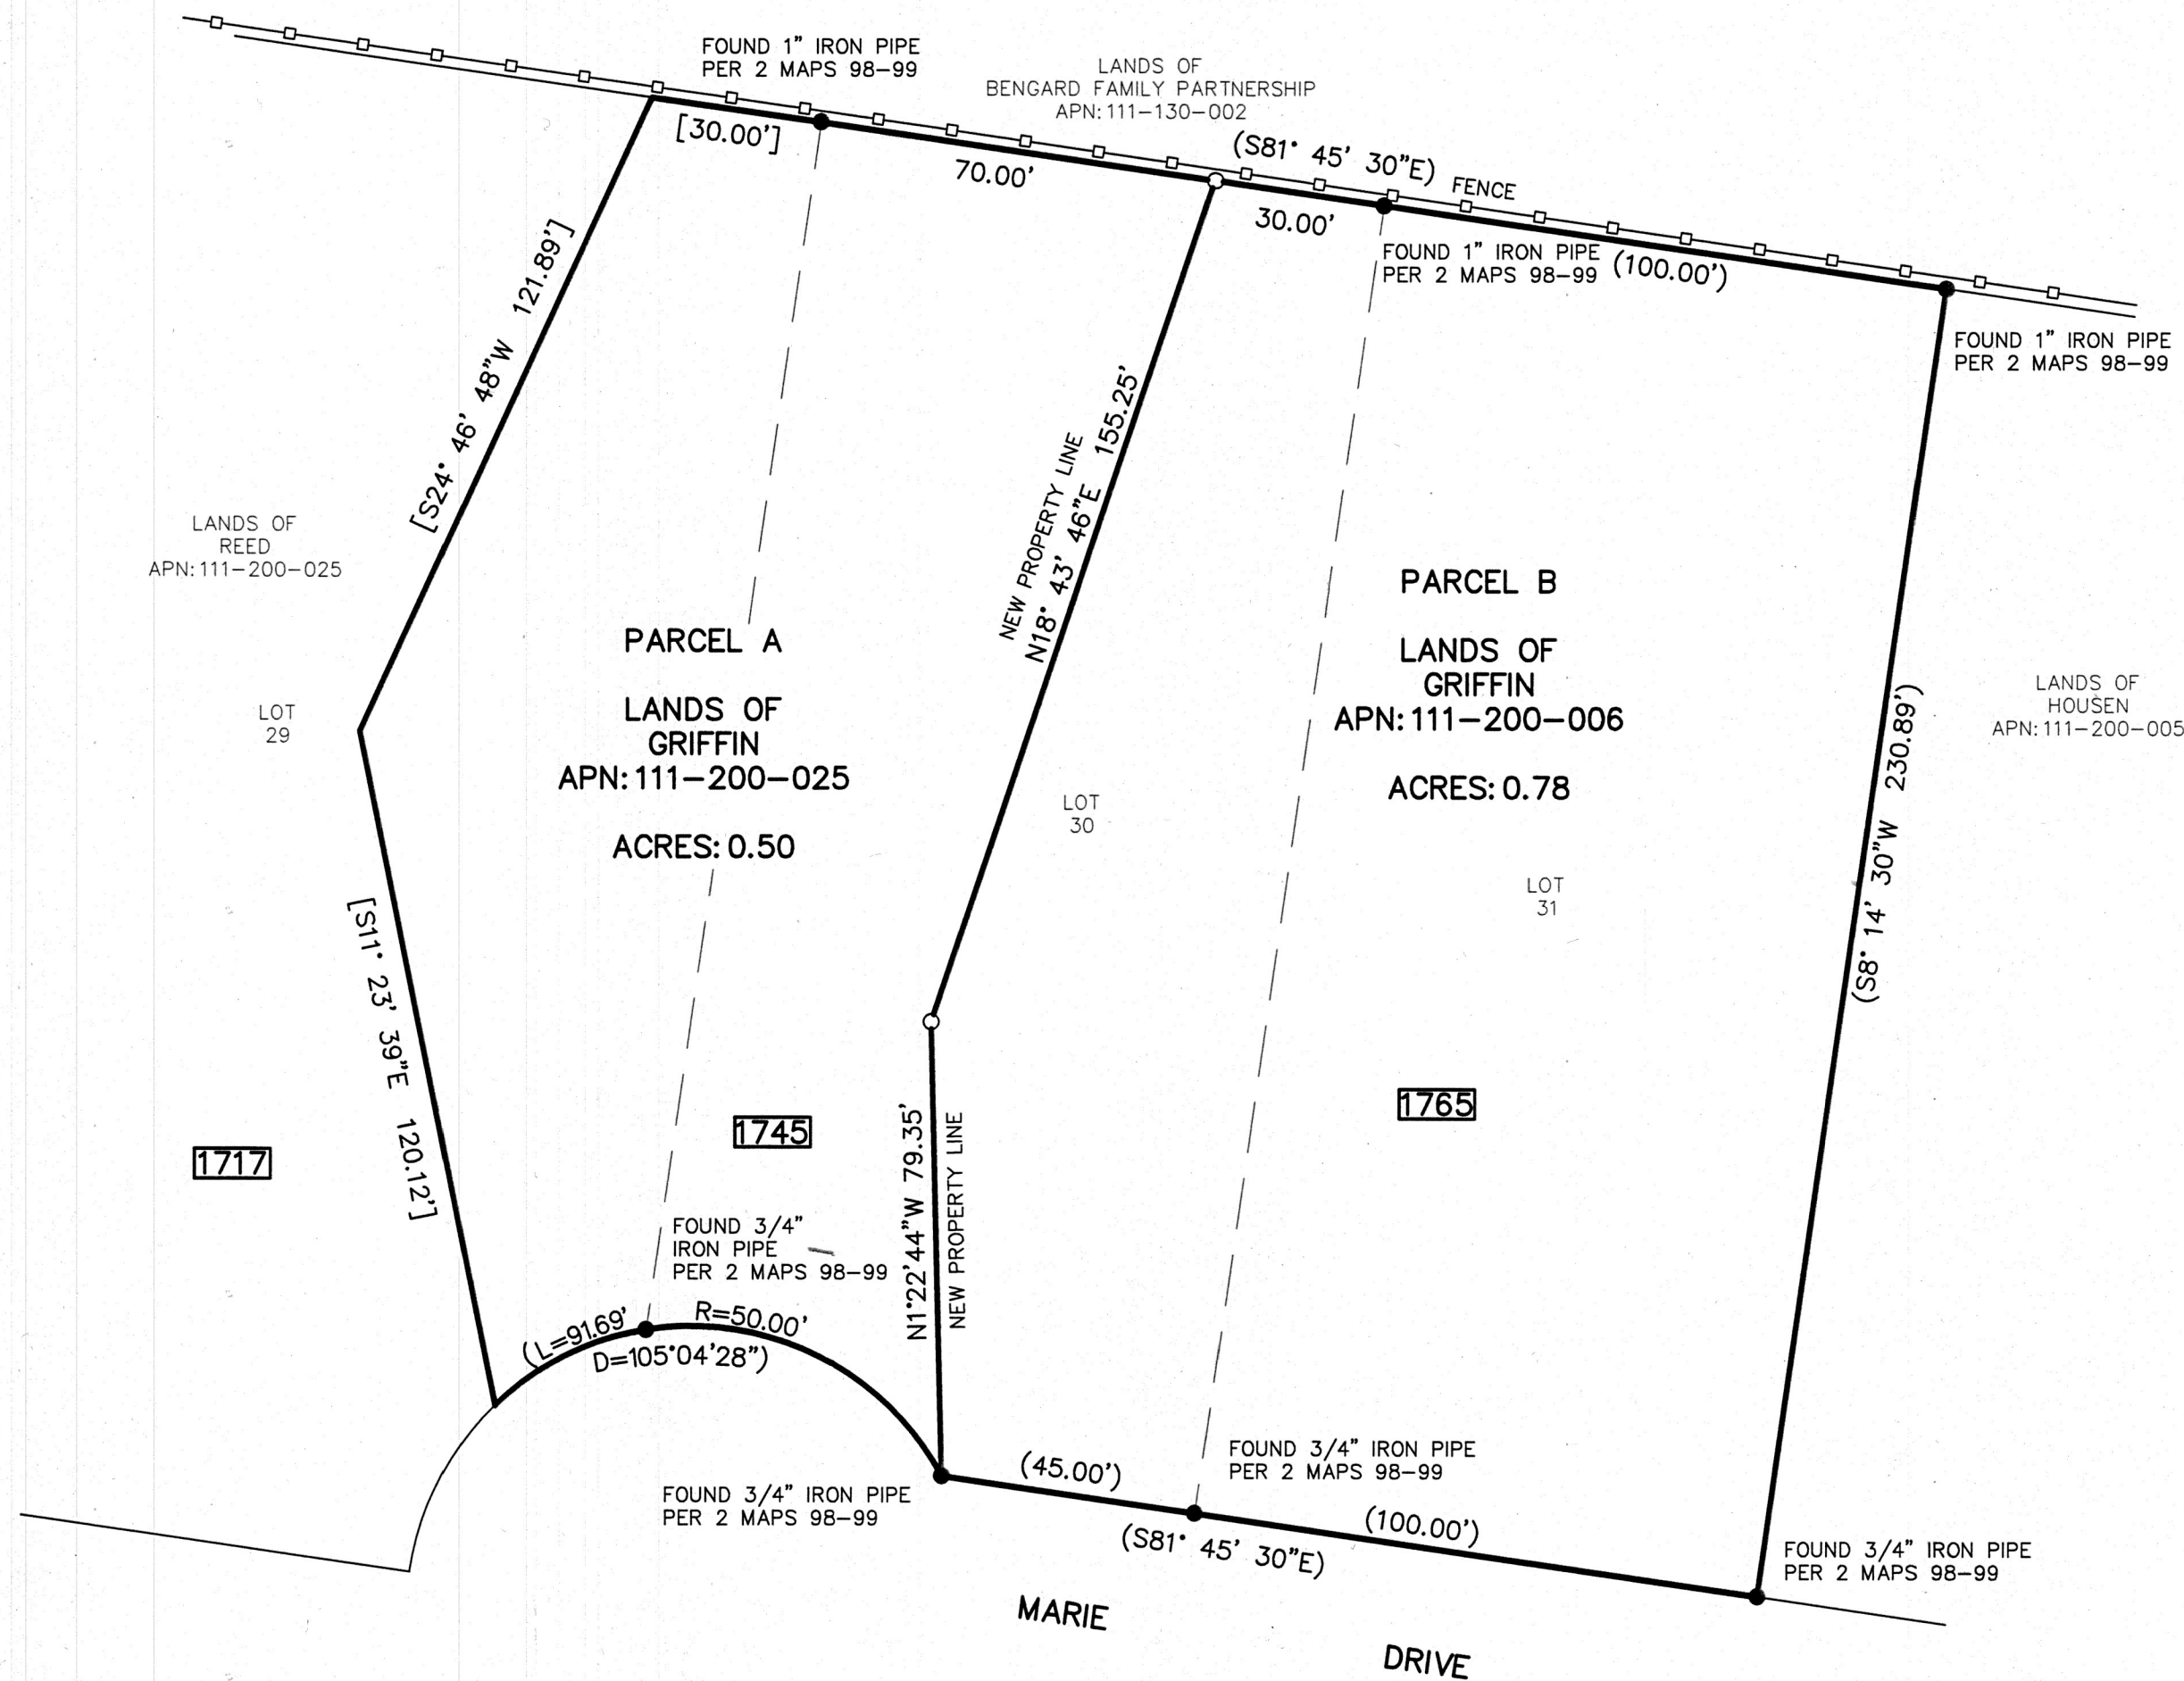 FOUND 1" IRON PIPE
PER 2 MAPS 98-99
LANDS OF
BENGARD FAMILY PARTNERSHIP
APN: 111-130-002
[30.00']
70.00'
(S81° 45' 30"E)
FENCE
30.00'
FOUND 1" IRON PIPE
PER 2 MAPS 98-99
(100.00')
FOUND 1" IRON PIPE
PER 2 MAPS 98-99
[S24° 46' 48"W 121.89']
NEW PROPERTY LINE
N18° 43' 46"E 155.25'
LANDS OF
REED
APN: 111-200-025
LOT
29
PARCEL A
LANDS OF
GRIFFIN
APN: 111-200-025
ACRES: 0.50
PARCEL B
LANDS OF
GRIFFIN
APN: 111-200-006
ACRES: 0.78
LANDS OF
HOUSEN
APN: 111-200-005
(S8° 14' 30"W 230.89')
LOT
30
LOT
31
[S11° 23' 39"E 120.12']
1717
1745
1765
N1°22'44"W 79.35'
NEW PROPERTY LINE
FOUND 3/4"
IRON PIPE
PER 2 MAPS 98-99
(L=91.69' R=50.00'
D=105°04'28")
FOUND 3/4" IRON PIPE
PER 2 MAPS 98-99
(45.00')
FOUND 3/4" IRON PIPE
PER 2 MAPS 98-99
(S81° 45' 30"E)
(100.00')
FOUND 3/4" IRON PIPE
PER 2 MAPS 98-99
MARIE DRIVE